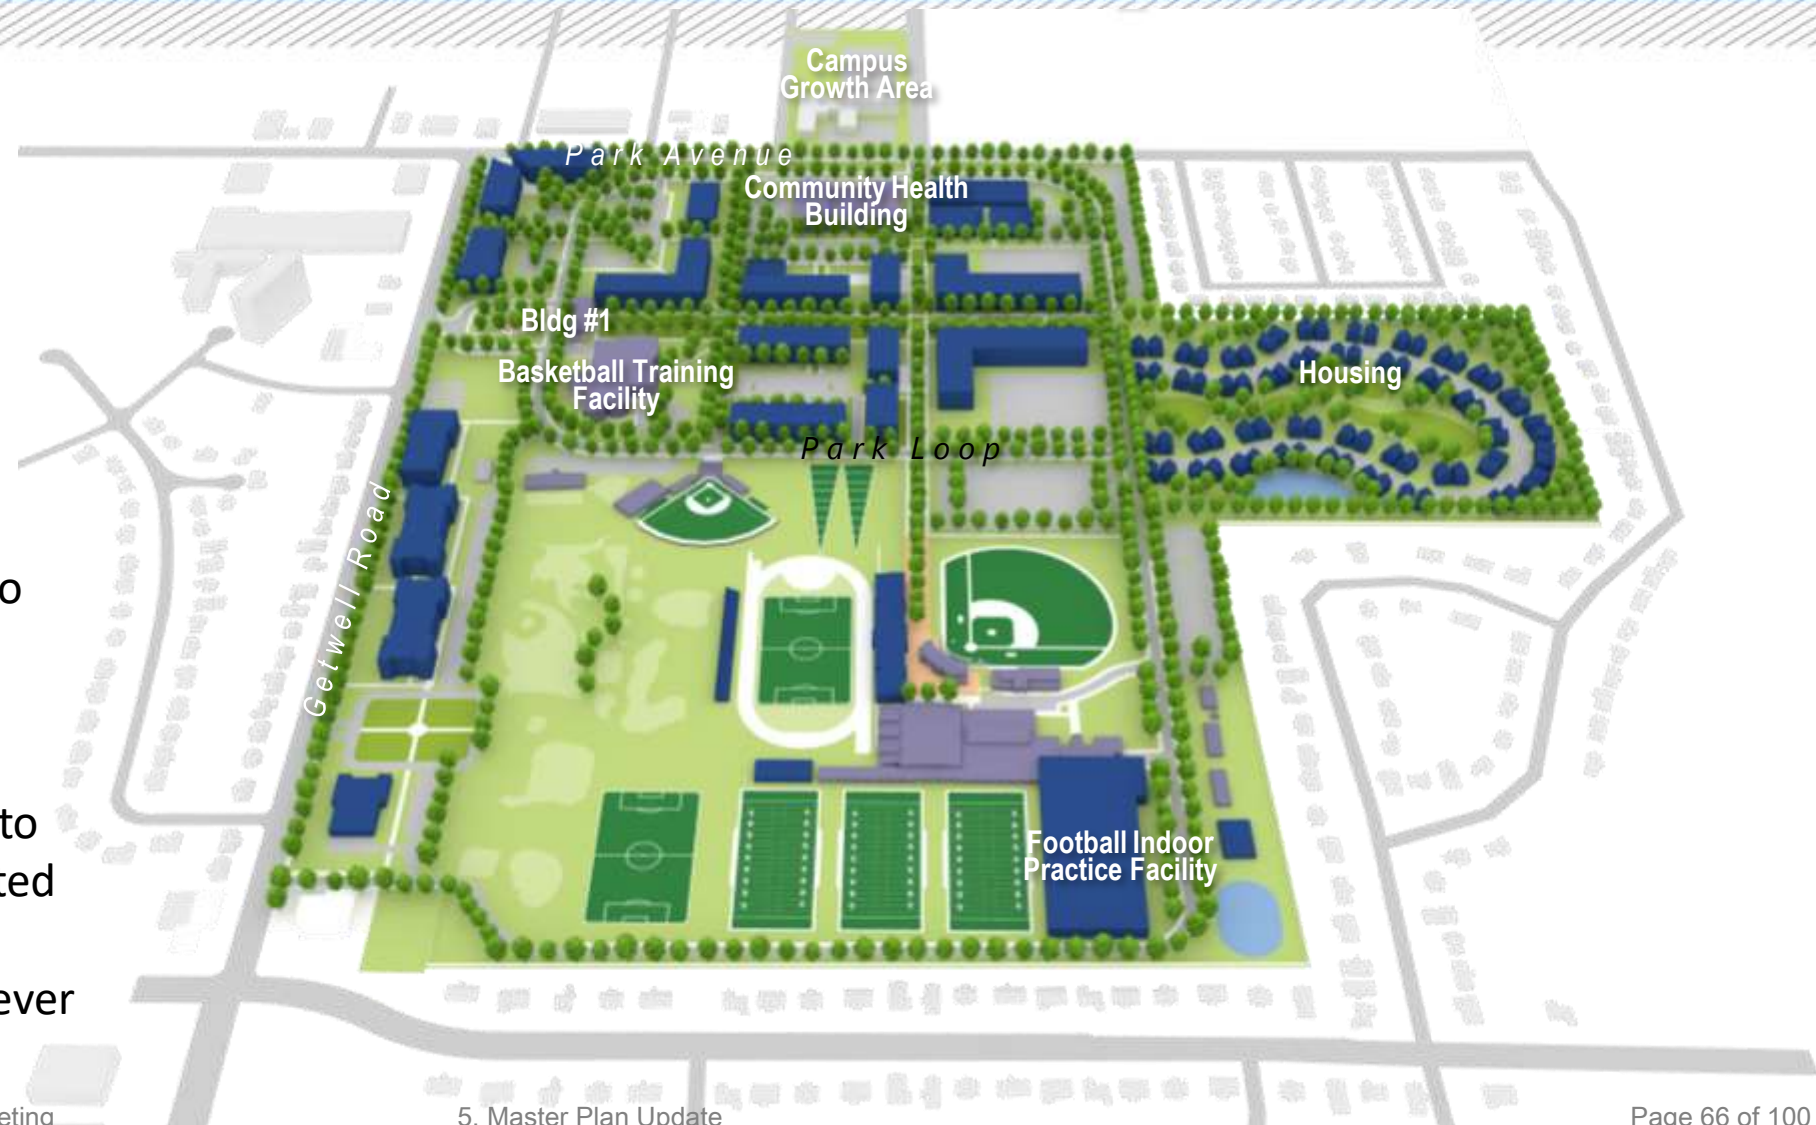 Campus
Growth Area
Park Avenue
Community Health
Building
Bldg #1
Basketball Training
Facility
Housing
Park Loop
Getwell Road
o
to
ted
Football Indoor
Practice Facility
ever
eting
5. Master Plan Update
Page 66 of 100